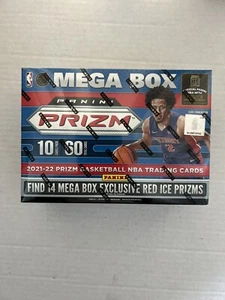 MEGA BOX
PANINI
PRIZM
10
60
2021-22 PRIZM BASKETBALL NBA TRADING CARDS
PANINI
FIND 14 MEGA BOX EXCLUSIVE RED ICE PRIZMS